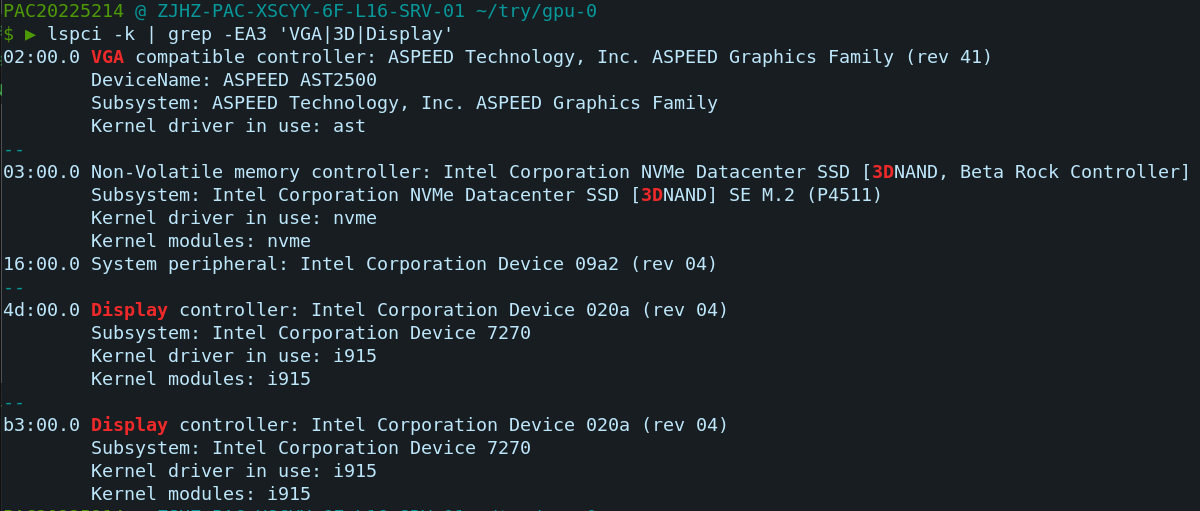 PAC20225214 @ ZJHZ-PAC-XSCYY-6F-L16-SRV-01 ~/try/gpu-0
$ ▶ lspci -k | grep -EA3 'VGA|3D|Display'
02:00.0 VGA compatible controller: ASPEED Technology, Inc. ASPEED Graphics Family (rev 41)
DeviceName: ASPEED AST2500
Subsystem: ASPEED Technology, Inc. ASPEED Graphics Family
Kernel driver in use: ast
--
03:00.0 Non-Volatile memory controller: Intel Corporation NVMe Datacenter SSD [3DNAND, Beta Rock Controller]
Subsystem: Intel Corporation NVMe Datacenter SSD [3DNAND] SE M.2 (P4511)
Kernel driver in use: nvme
Kernel modules: nvme
16:00.0 System peripheral: Intel Corporation Device 09a2 (rev 04)
--
4d:00.0 Display controller: Intel Corporation Device 020a (rev 04)
Subsystem: Intel Corporation Device 7270
Kernel driver in use: i915
Kernel modules: i915
--
b3:00.0 Display controller: Intel Corporation Device 020a (rev 04)
Subsystem: Intel Corporation Device 7270
Kernel driver in use: i915
Kernel modules: i915